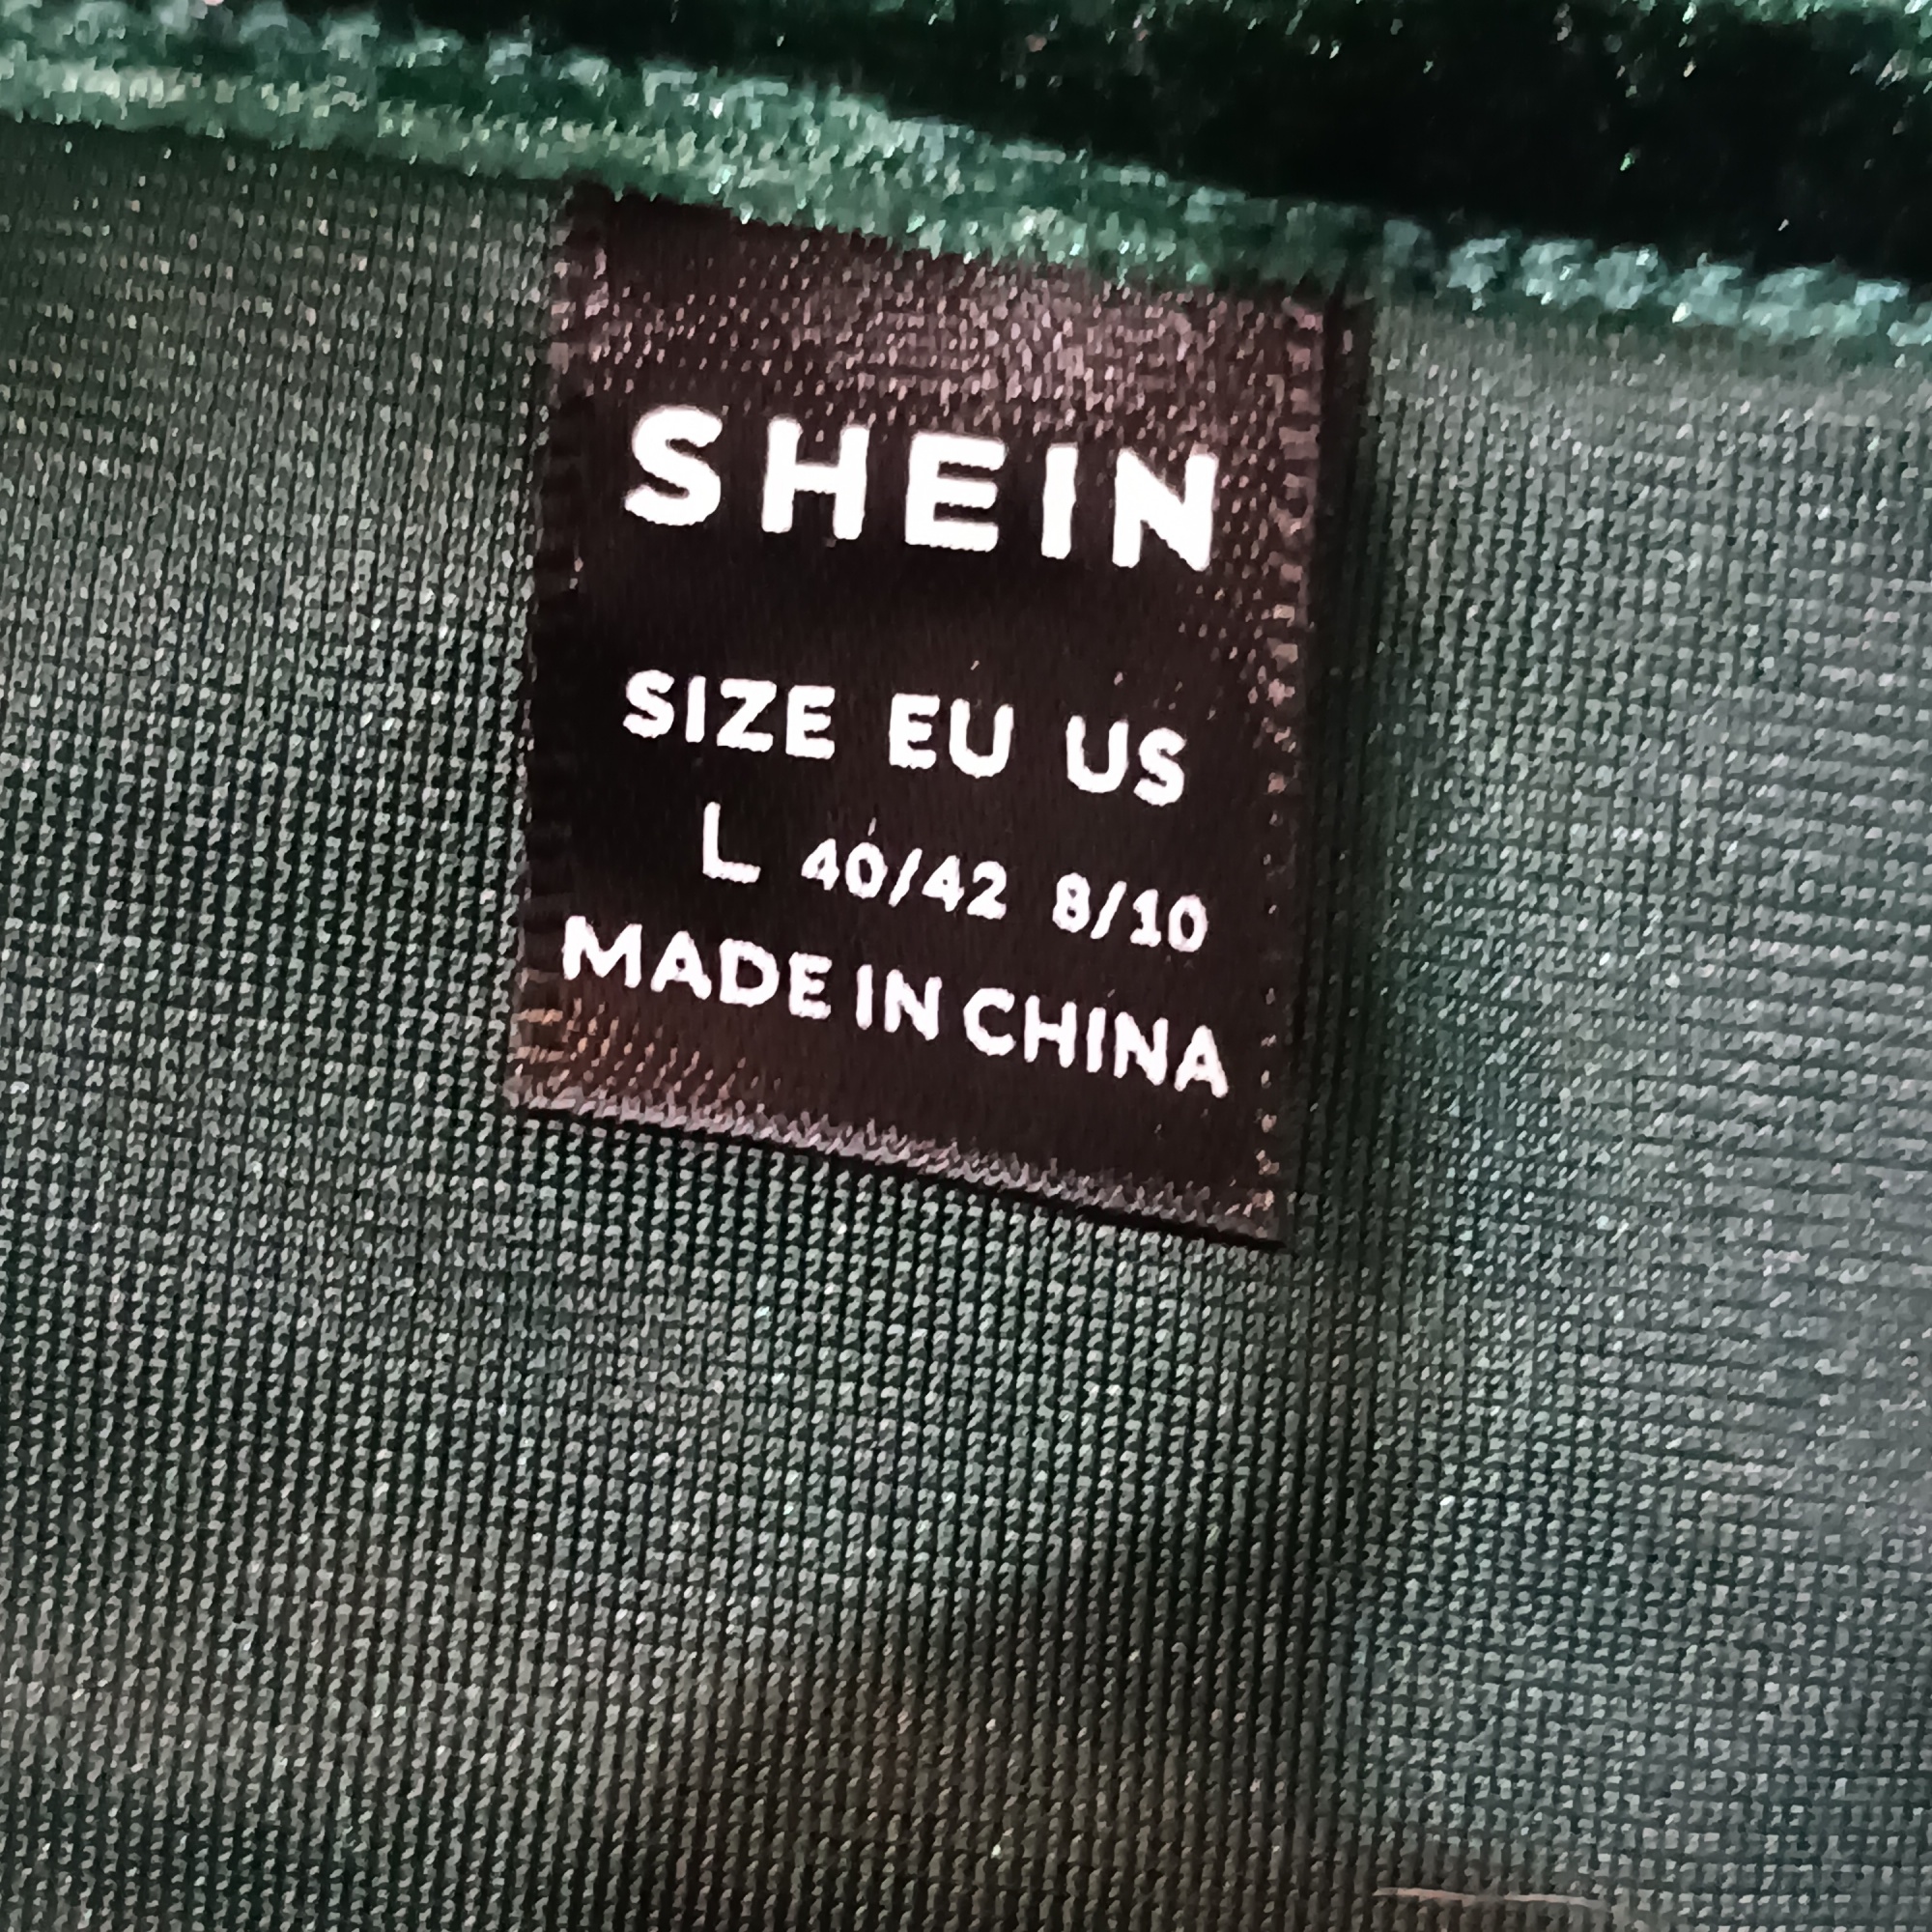 SHEIN
SIZE EU US
L 40/42 8/10
MADE IN CHINA